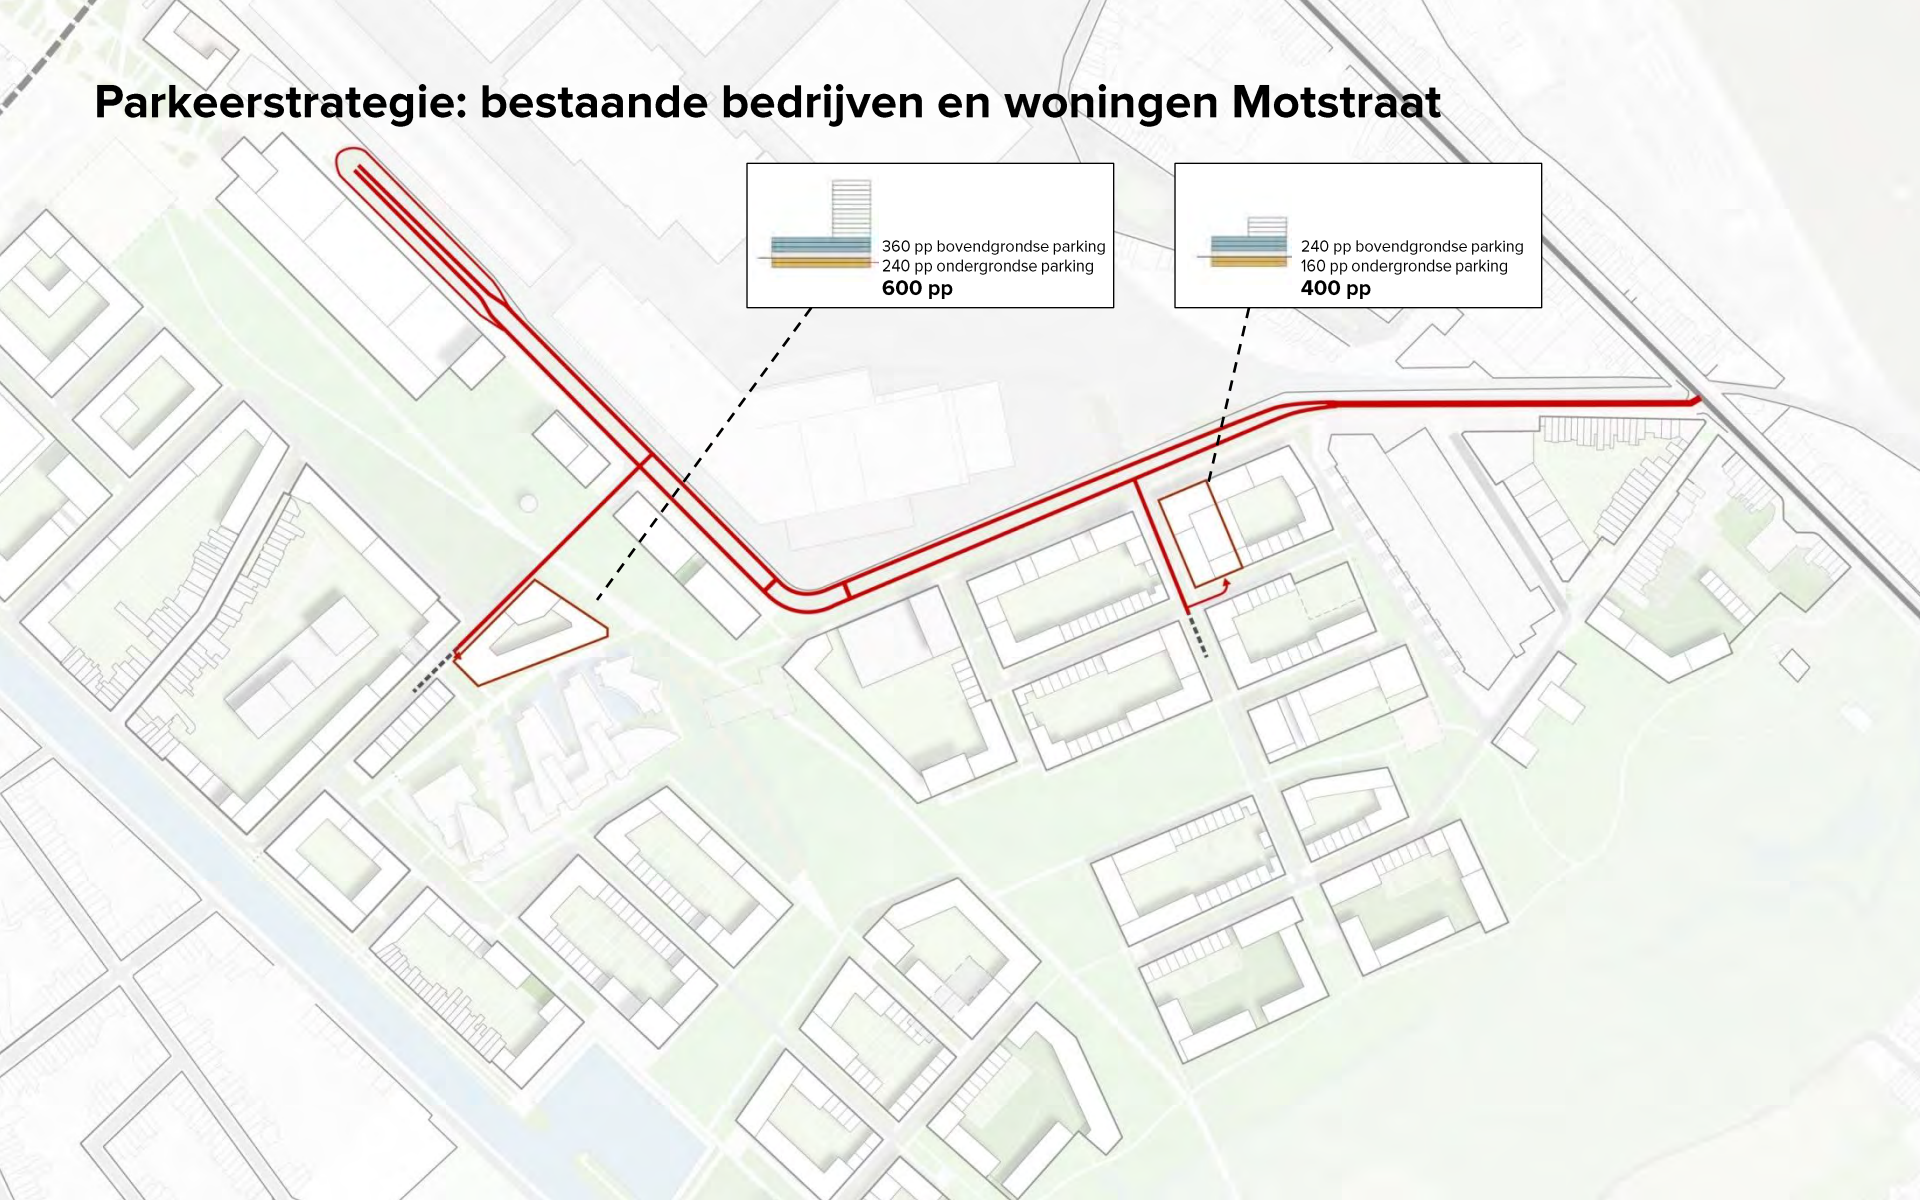 Parkeerstrategie: bestaande bedrijven en woningen Motstraat
360 pp bovendgrondse parking
240 pp ondergrondse parking
600 pp
240 pp bovendgrondse parking
160 pp ondergrondse parking
400 pp